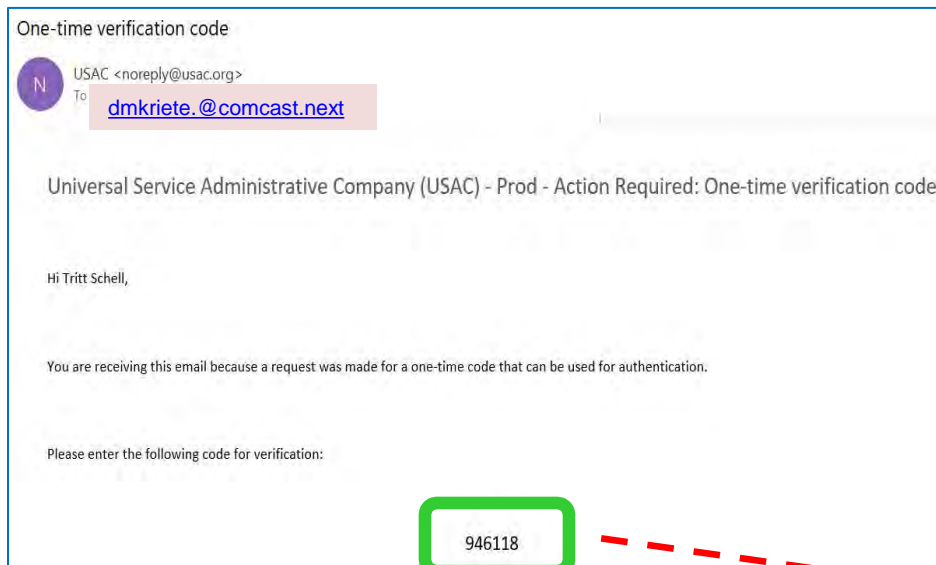 One-time verification code
N
USAC <noreply@usac.org>
To
dmkriete.@comcast.next
Universal Service Administrative Company (USAC) - Prod - Action Required: One-time verification code
Hi Tritt Schell,
You are receiving this email because a request was made for a one-time code that can be used for authentication.
Please enter the following code for verification:
946118